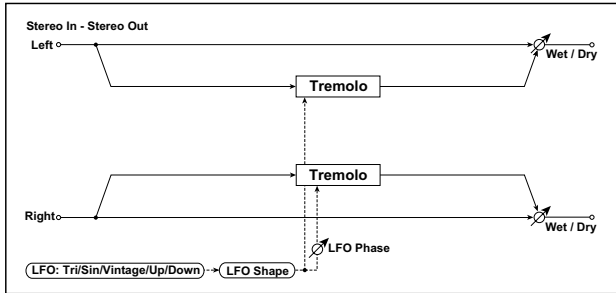 Stereo In - Stereo Out
Left
Wet / Dry
Tremolo
Tremolo
Right
Wet / Dry
LFO Phase
LFO: Tri/Sin/Vintage/Up/Down
LFO Shape